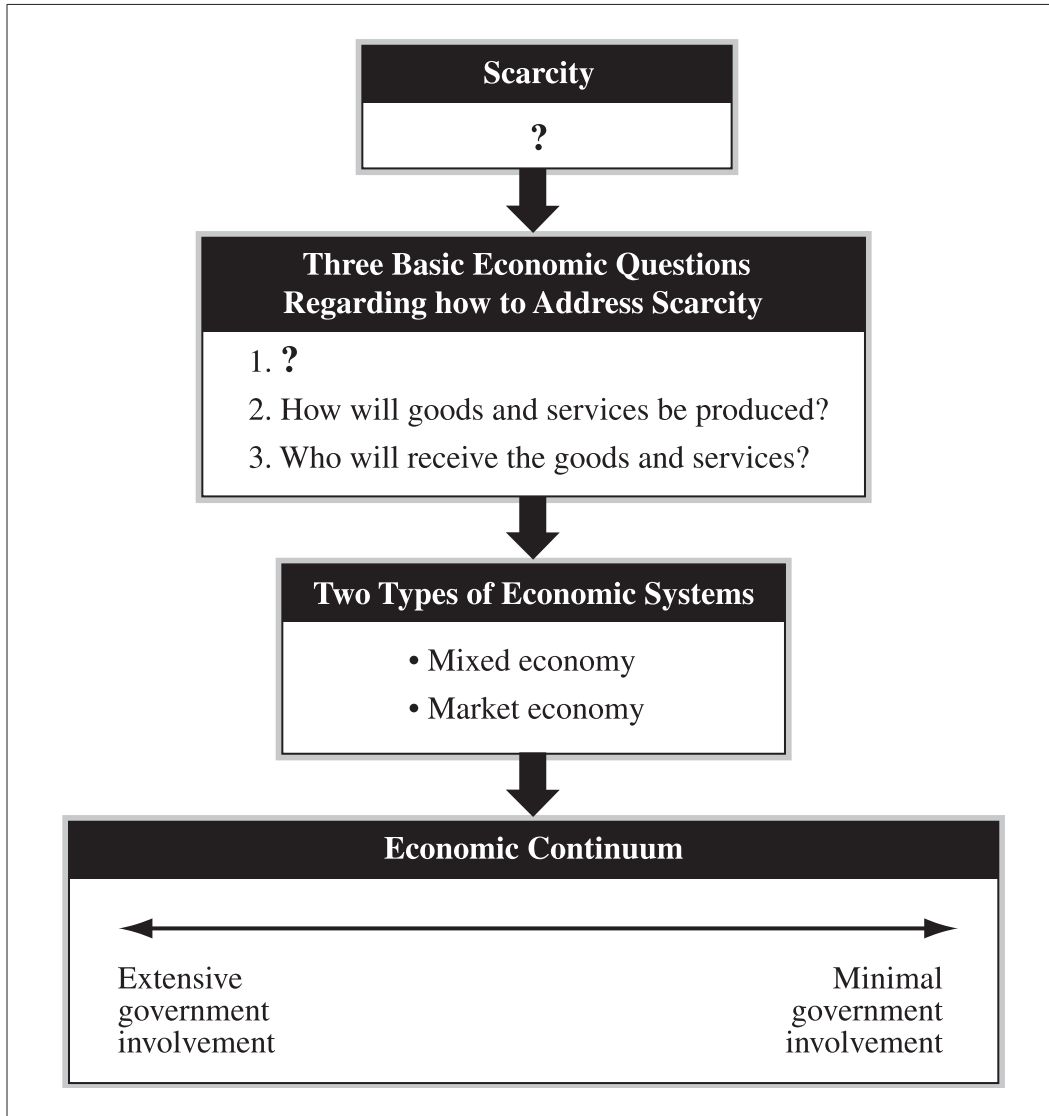 Scarcity
?
Three Basic Economic Questions
Regarding how to Address Scarcity
1. ?
2. How will goods and services be produced?
3. Who will receive the goods and services?
Two Types of Economic Systems
• Mixed economy
• Market economy
Economic Continuum
Extensive
government
involvement
Minimal
government
involvement